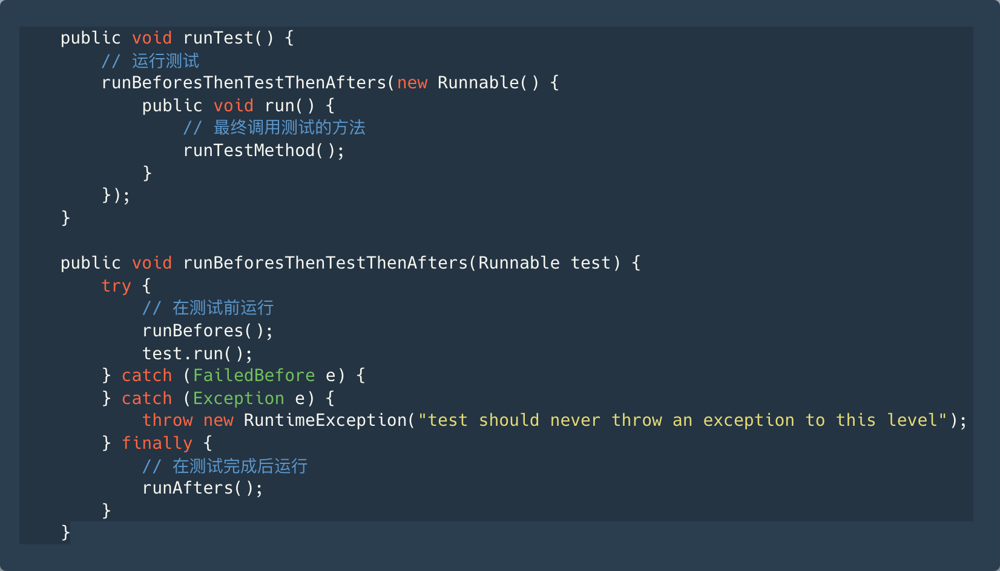 public void runTest() {
// 运行测试
runBeforesThenTestThenAfters(new Runnable() {
public void run() {
// 最终调用测试的方法
runTestMethod();
}
});
}
public void runBeforesThenTestThenAfters(Runnable test) {
try {
// 在测试前运行
runBefores();
test.run();
} catch (FailedBefore e) {
} catch (Exception e) {
throw new RuntimeException("test should never throw an exception to this level");
} finally {
// 在测试完成后运行
runAfters();
}
}